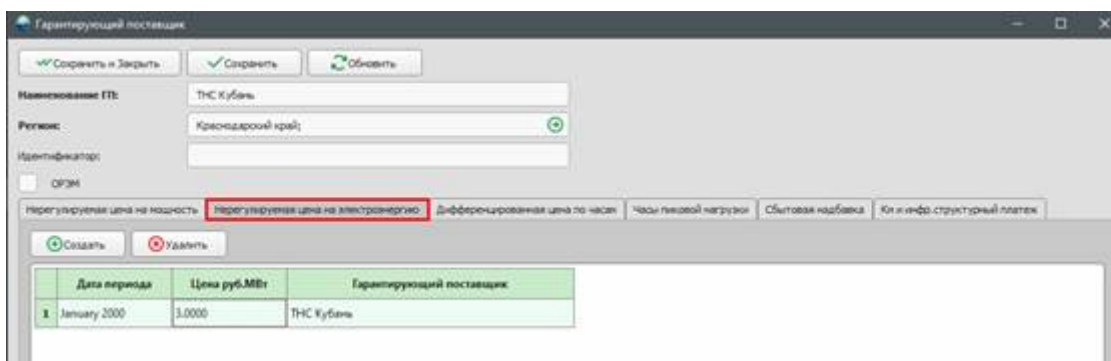 Гарантирующий поставщик
Сохранить и Закрыть Сохранить Обновить
Наименование ГП: ТНС Кубань
Регион: Краснодарский край;
Идентификатор:
ОРЭМ
Нерегулируемая цена на мощность Нерегулируемая цена на электроэнергию Дифференцированная цена по часам Часы пиковой нагрузки Сбытовая надбавка Кп и инфр.структурный платеж
Создать Удалить
Дата периода Цена руб.МВт Гарантирующий поставщик
1 January 2000 3.0000 ТНС Кубань